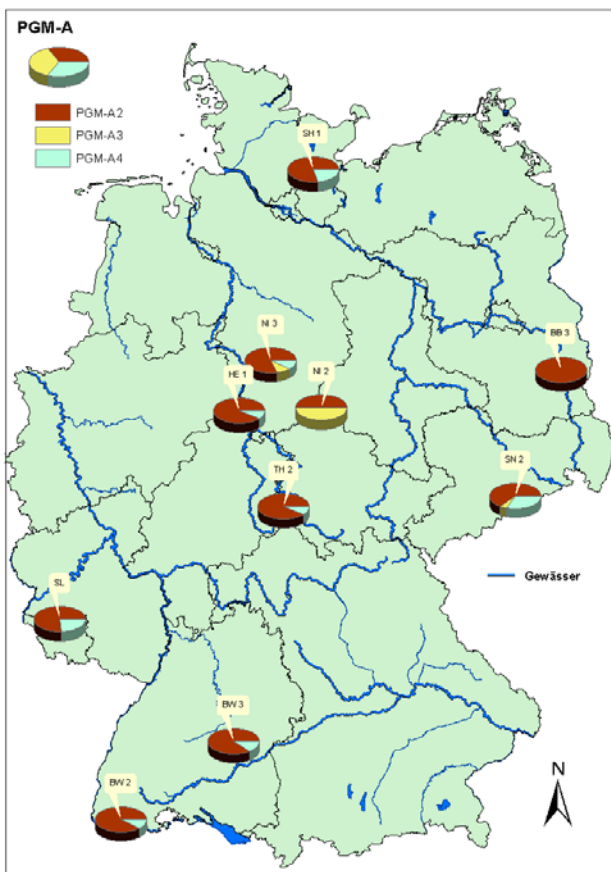 PGM-A
PGM-A2
PGM-A3
PGM-A4
SH 1
NI 3
BB 3
HE 1
NI 2
SN 2
TH 2
Gewässer
SL
BW 3
N
BW 2